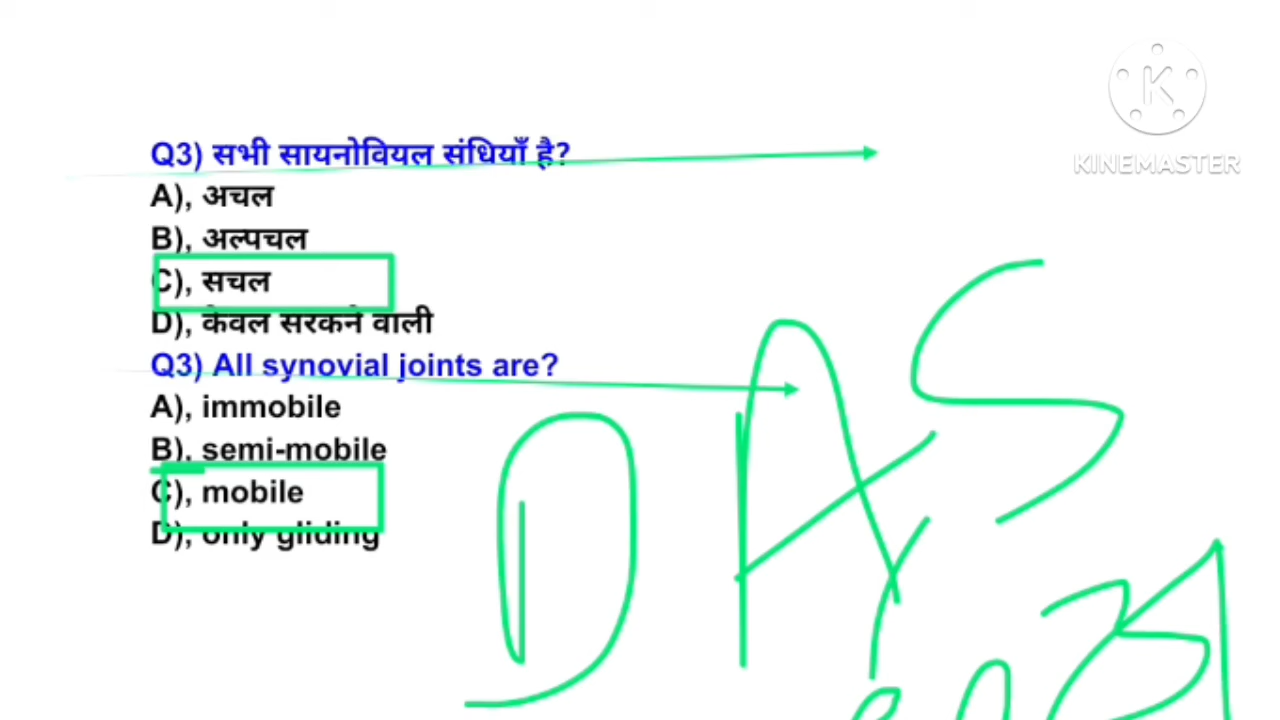 Q3) सभी सायनोवियल संधियाँ है?
A), अचल
B), अल्पचल
C), सचल
D), केवल सरकने वाली
Q3) All synovial joints are?
A), immobile
B), semi-mobile
C), mobile
D), only gliding
K
KINEMASTER
DAS